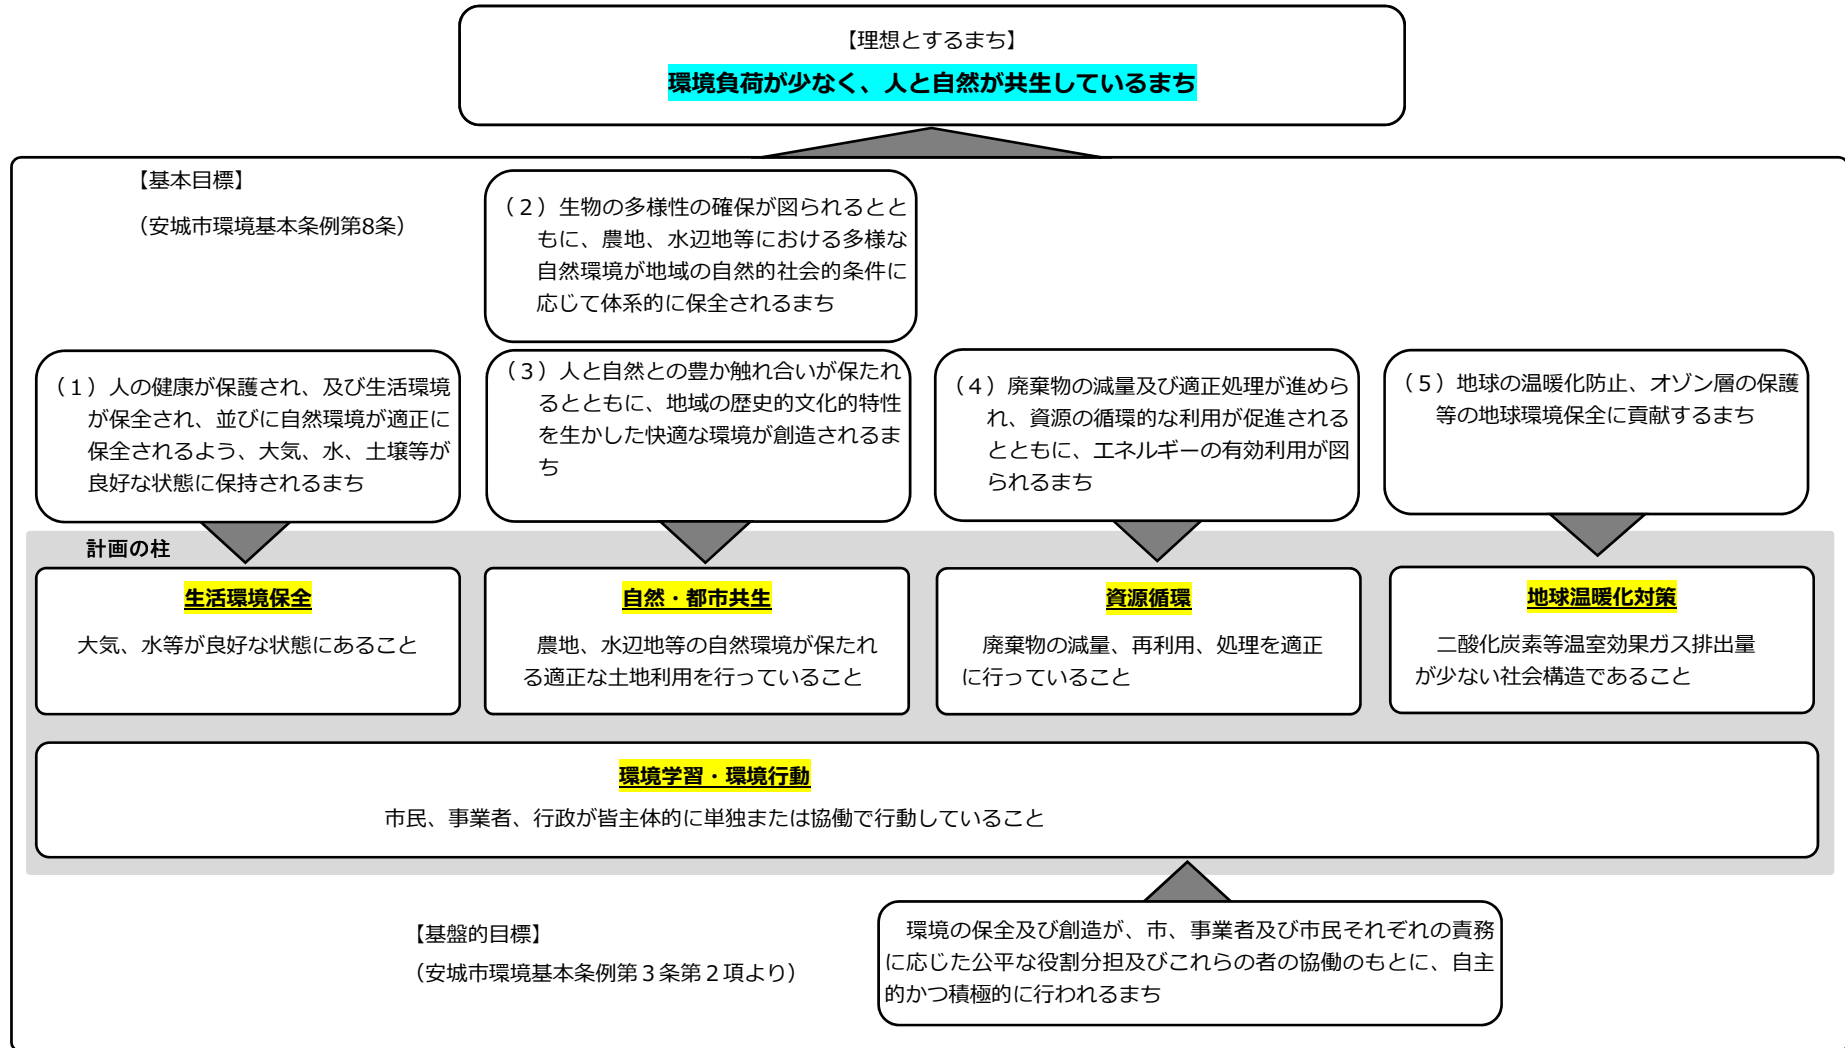 【理想とするまち】
環境負荷が少なく、人と自然が共生しているまち
【基本目標】
（安城市環境基本条例第8条）
（２）生物の多様性の確保が図られるとと
もに、農地、水辺地等における多様な
自然環境が地域の自然的社会的条件に
応じて体系的に保全されるまち
（１）人の健康が保護され、及び生活環境
が保全され、並びに自然環境が適正に
保全されるよう、大気、水、土壌等が
良好な状態に保持されるまち
（３）人と自然との豊か触れ合いが保たれ
るとともに、地域の歴史的文化的特性
を生かした快適な環境が創造されるま
ち
（４）廃棄物の減量及び適正処理が進めら
れ、資源の循環的な利用が促進される
とともに、エネルギーの有効利用が図
られるまち
（５）地球の温暖化防止、オゾン層の保護
等の地球環境保全に貢献するまち
計画の柱
生活環境保全
大気、水等が良好な状態にあること
自然・都市共生
農地、水辺地等の自然環境が保たれ
る適正な土地利用を行っていること
資源循環
廃棄物の減量、再利用、処理を適正
に行っていること
地球温暖化対策
二酸化炭素等温室効果ガス排出量
が少ない社会構造であること
環境学習・環境行動
市民、事業者、行政が皆主体的に単独または協働で行動していること
【基盤的目標】
（安城市環境基本条例第３条第２項より）
環境の保全及び創造が、市、事業者及び市民それぞれの責務
に応じた公平な役割分担及びこれらの者の協働のもとに、自主
的かつ積極的に行われるまち